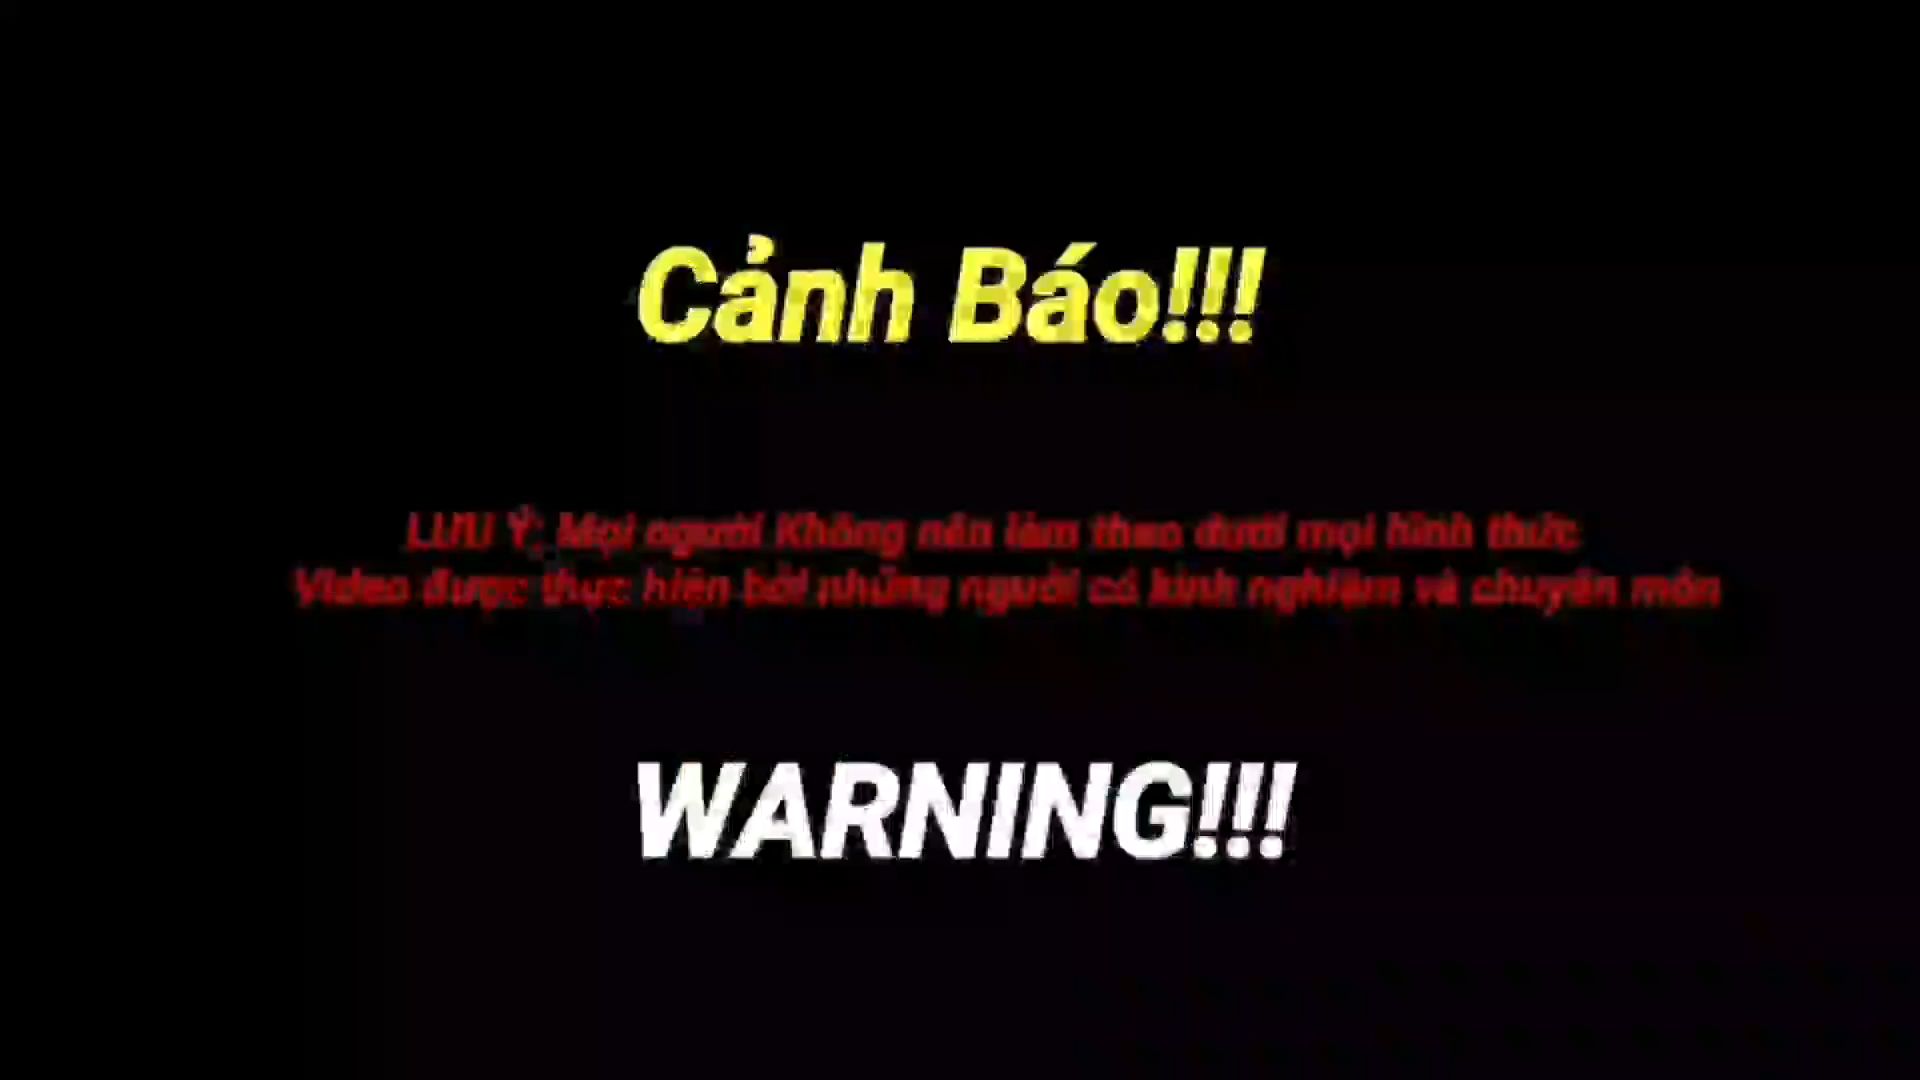 Cảnh Báo!!!
LƯU Ý: Mọi người Không nên làm theo dưới mọi hình thức
Video được thực hiện bởi những người có kinh nghiệm và chuyên môn
WARNING!!!